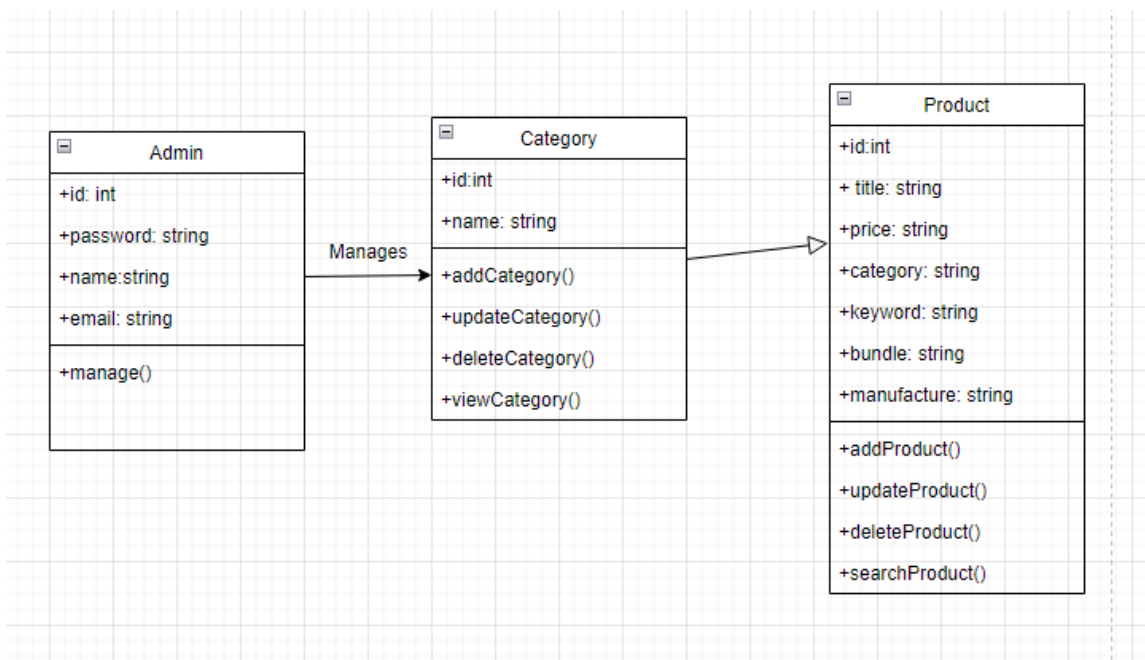 Admin
+id: int
+password: string
+name:string
+email: string
+manage()
Manages
Category
+id:int
+name: string
+addCategory()
+updateCategory()
+deleteCategory()
+viewCategory()
Product
+id:int
+ title: string
+price: string
+category: string
+keyword: string
+bundle: string
+manufacture: string
+addProduct()
+updateProduct()
+deleteProduct()
+searchProduct()